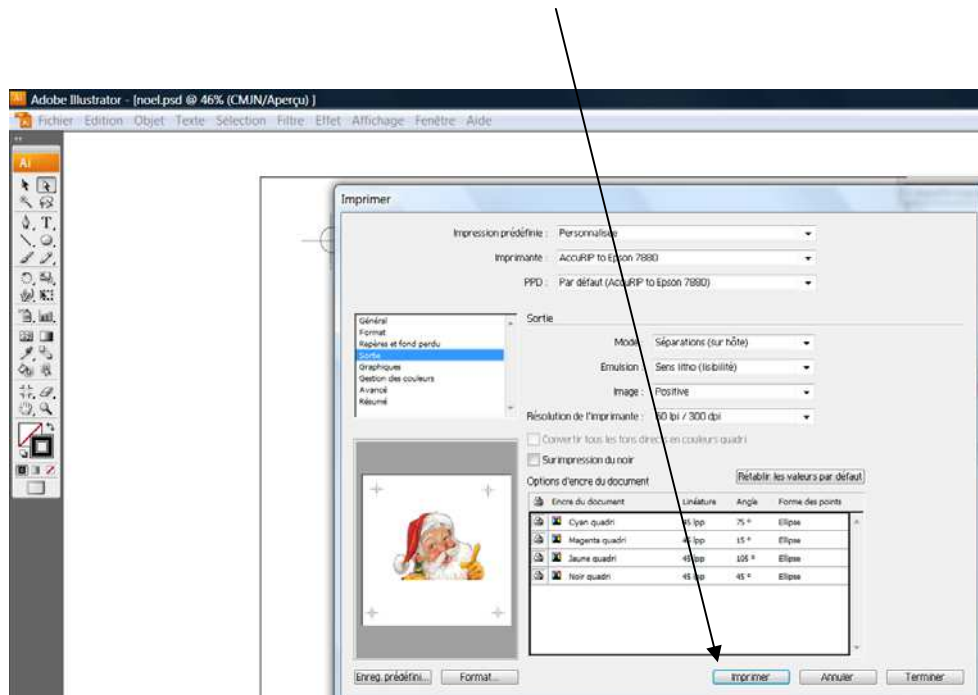 Adobe Illustrator - [noel.psd @ 46% (CMJN/Aperçu) ]
Fichier Edition Objet Texte Sélection Filtre Effet Affichage Fenêtre Aide
Ai
Imprimer
Impression prédéfinie : Personnalisée
Imprimante : AccuRIP to Epson 7880
PPD : Par défaut (AccuRIP to Epson 7880)
Général
Format
Repères et fond perdu
Sortie
Graphiques
Gestion des couleurs
Avancé
Résumé
Sortie
Mode : Séparations (sur hôte)
Emulsion : Sens litho (lisibilité)
Image : Positive
Résolution de l'imprimante : 60 lpi / 300 dpi
Convertir tous les tons directs en couleurs quadri
Surimpression du noir
Options d'encre du document Rétablir les valeurs par défaut
Encre du document Linéature Angle Forme des points
Cyan quadri 45 lpp 75 ° Ellipse
Magenta quadri 45 lpp 15 ° Ellipse
Jaune quadri 45 lpp 105 ° Ellipse
Noir quadri 45 lpp 45 ° Ellipse
Enreg. prédéfini... Format... Imprimer Annuler Terminer